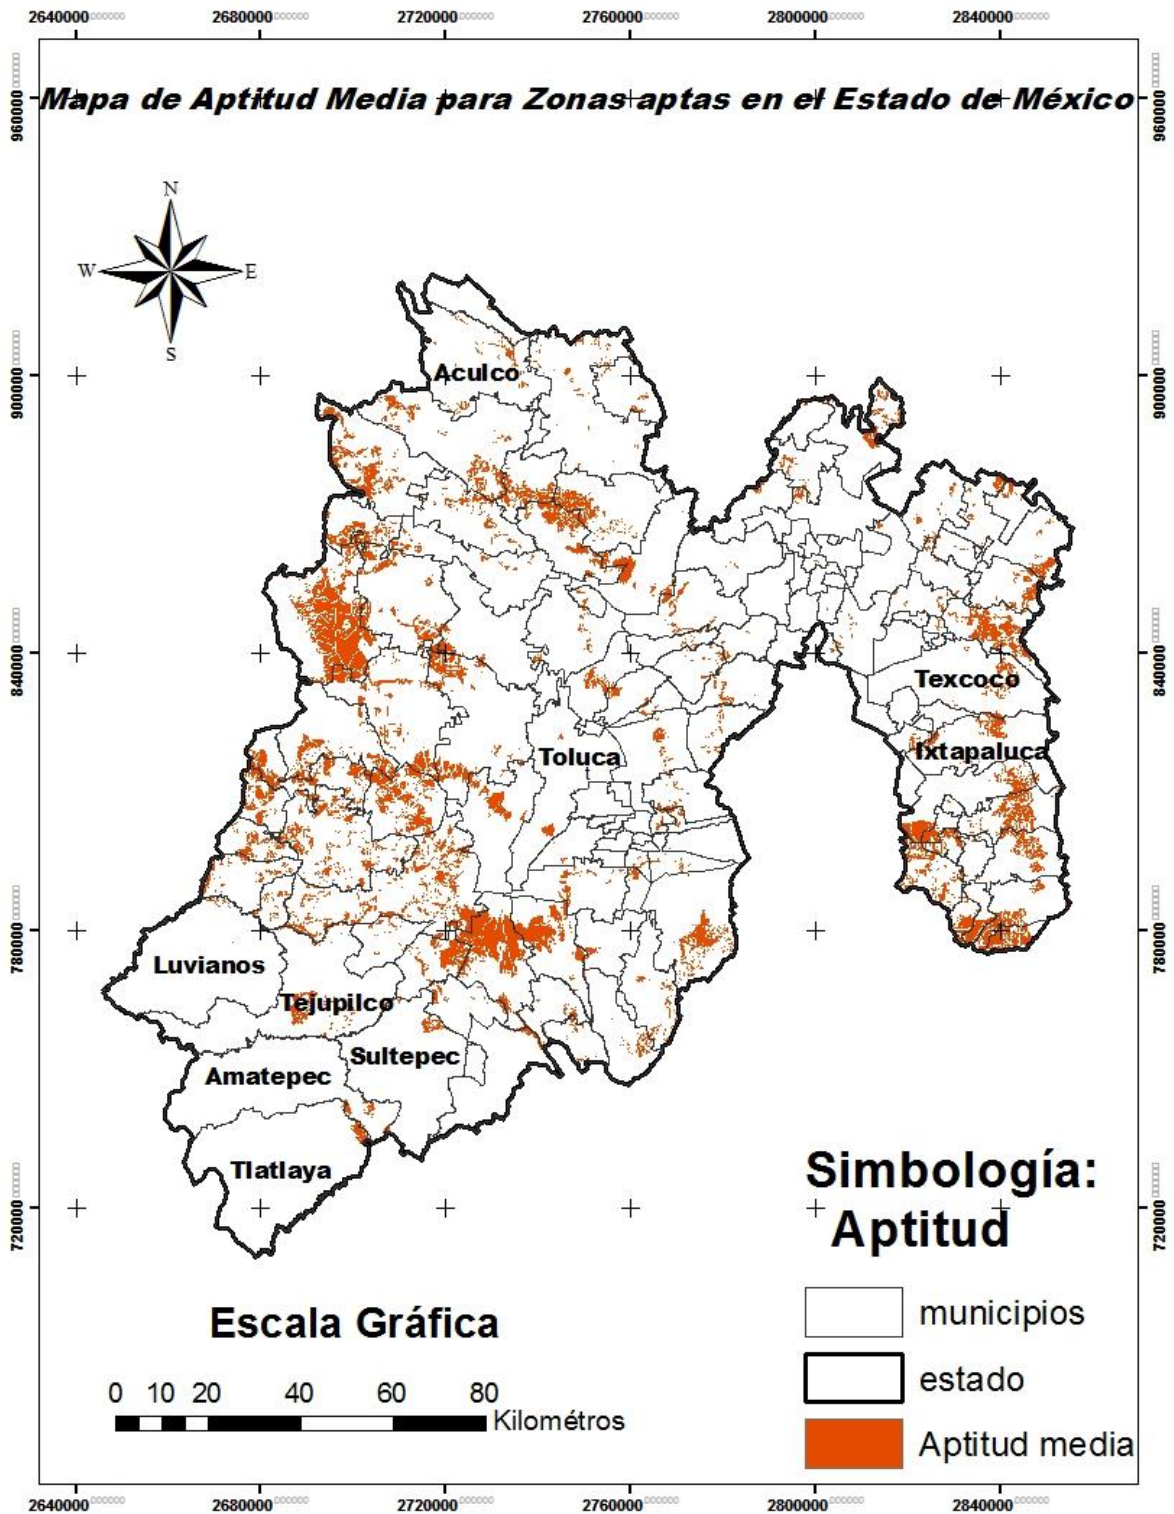 2640000 2680000 2720000 2760000 2800000 2840000
Mapa de Aptitud Media para Zonas aptas en el Estado de México
960000 960000
N
W E
S
Aculco
900000 900000
840000 840000
Texcoco
Ixtapaluca
Toluca
780000 780000
Luvianos
Tejupilco
Sultepec
Amatepec
Tlatlaya
720000 720000
Simbología:
Aptitud
municipios
estado
Aptitud media
Escala Gráfica
0 10 20 40 60 80
Kilométros
2640000 2680000 2720000 2760000 2800000 2840000